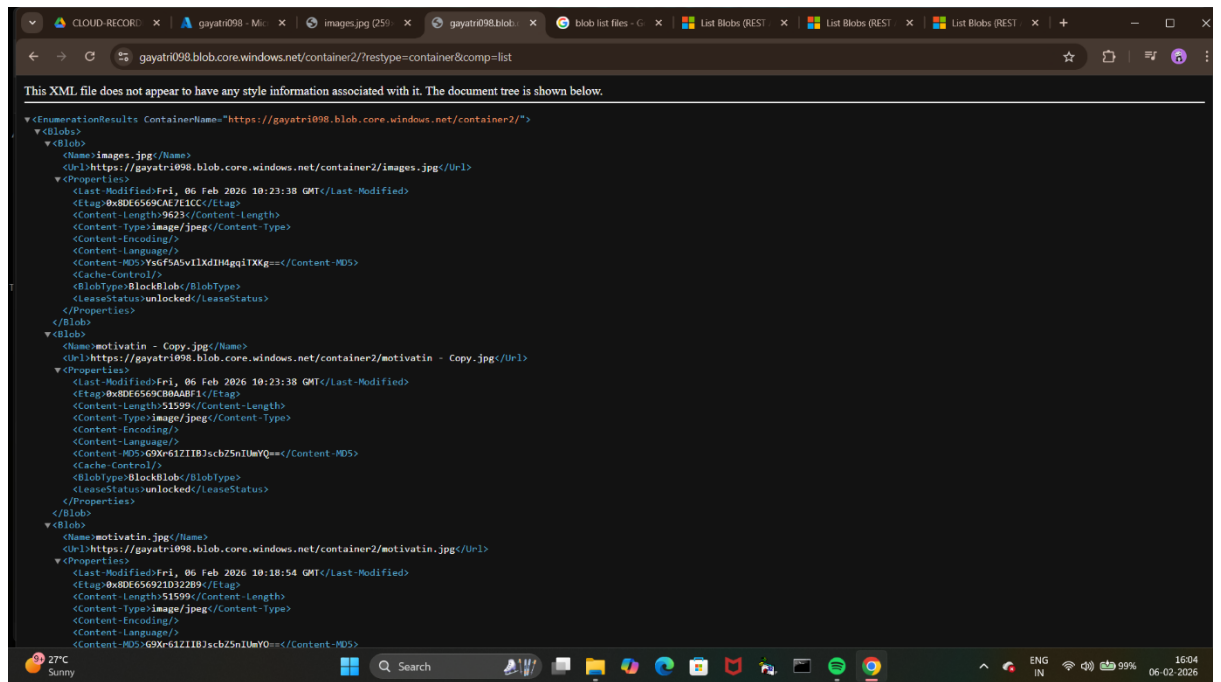 CLOUD-RECORD
gayatri098 - Mic
images.jpg (259
gayatri098.blob.c
blob list files - G
List Blobs (REST
List Blobs (REST
List Blobs (REST
gayatri098.blob.core.windows.net/container2/?restype=container&comp=list
This XML file does not appear to have any style information associated with it. The document tree is shown below.
▼<EnumerationResults ContainerName="https://gayatri098.blob.core.windows.net/container2/">
▼<Blobs>
▼<Blob>
<Name>images.jpg</Name>
<Url>https://gayatri098.blob.core.windows.net/container2/images.jpg</Url>
▼<Properties>
<Last-Modified>Fri, 06 Feb 2026 10:23:38 GMT</Last-Modified>
<Etag>0x8DE6569CAE7E1CC</Etag>
<Content-Length>9623</Content-Length>
<Content-Type>image/jpeg</Content-Type>
<Content-Encoding/>
<Content-Language/>
<Content-MD5>YsGf5A5vIlXdIH4gqiTXKg==</Content-MD5>
<Cache-Control/>
<BlobType>BlockBlob</BlobType>
<LeaseStatus>unlocked</LeaseStatus>
</Properties>
</Blob>
▼<Blob>
<Name>motivatin - Copy.jpg</Name>
<Url>https://gayatri098.blob.core.windows.net/container2/motivatin - Copy.jpg</Url>
▼<Properties>
<Last-Modified>Fri, 06 Feb 2026 10:23:38 GMT</Last-Modified>
<Etag>0x8DE6569CB0AABF1</Etag>
<Content-Length>51599</Content-Length>
<Content-Type>image/jpeg</Content-Type>
<Content-Encoding/>
<Content-Language/>
<Content-MD5>G9Xr61ZIIBJscbZ5nIUmYQ==</Content-MD5>
<Cache-Control/>
<BlobType>BlockBlob</BlobType>
<LeaseStatus>unlocked</LeaseStatus>
</Properties>
</Blob>
▼<Blob>
<Name>motivatin.jpg</Name>
<Url>https://gayatri098.blob.core.windows.net/container2/motivatin.jpg</Url>
▼<Properties>
<Last-Modified>Fri, 06 Feb 2026 10:18:54 GMT</Last-Modified>
<Etag>0x8DE656921D322B9</Etag>
<Content-Length>51599</Content-Length>
<Content-Type>image/jpeg</Content-Type>
<Content-Encoding/>
<Content-Language/>
<Content-MD5>G9Xr61ZIIBJscbZ5nIUmYQ==</Content-MD5>
9+
27°C
Sunny
Search
ENG
IN
99%
16:04
06-02-2026